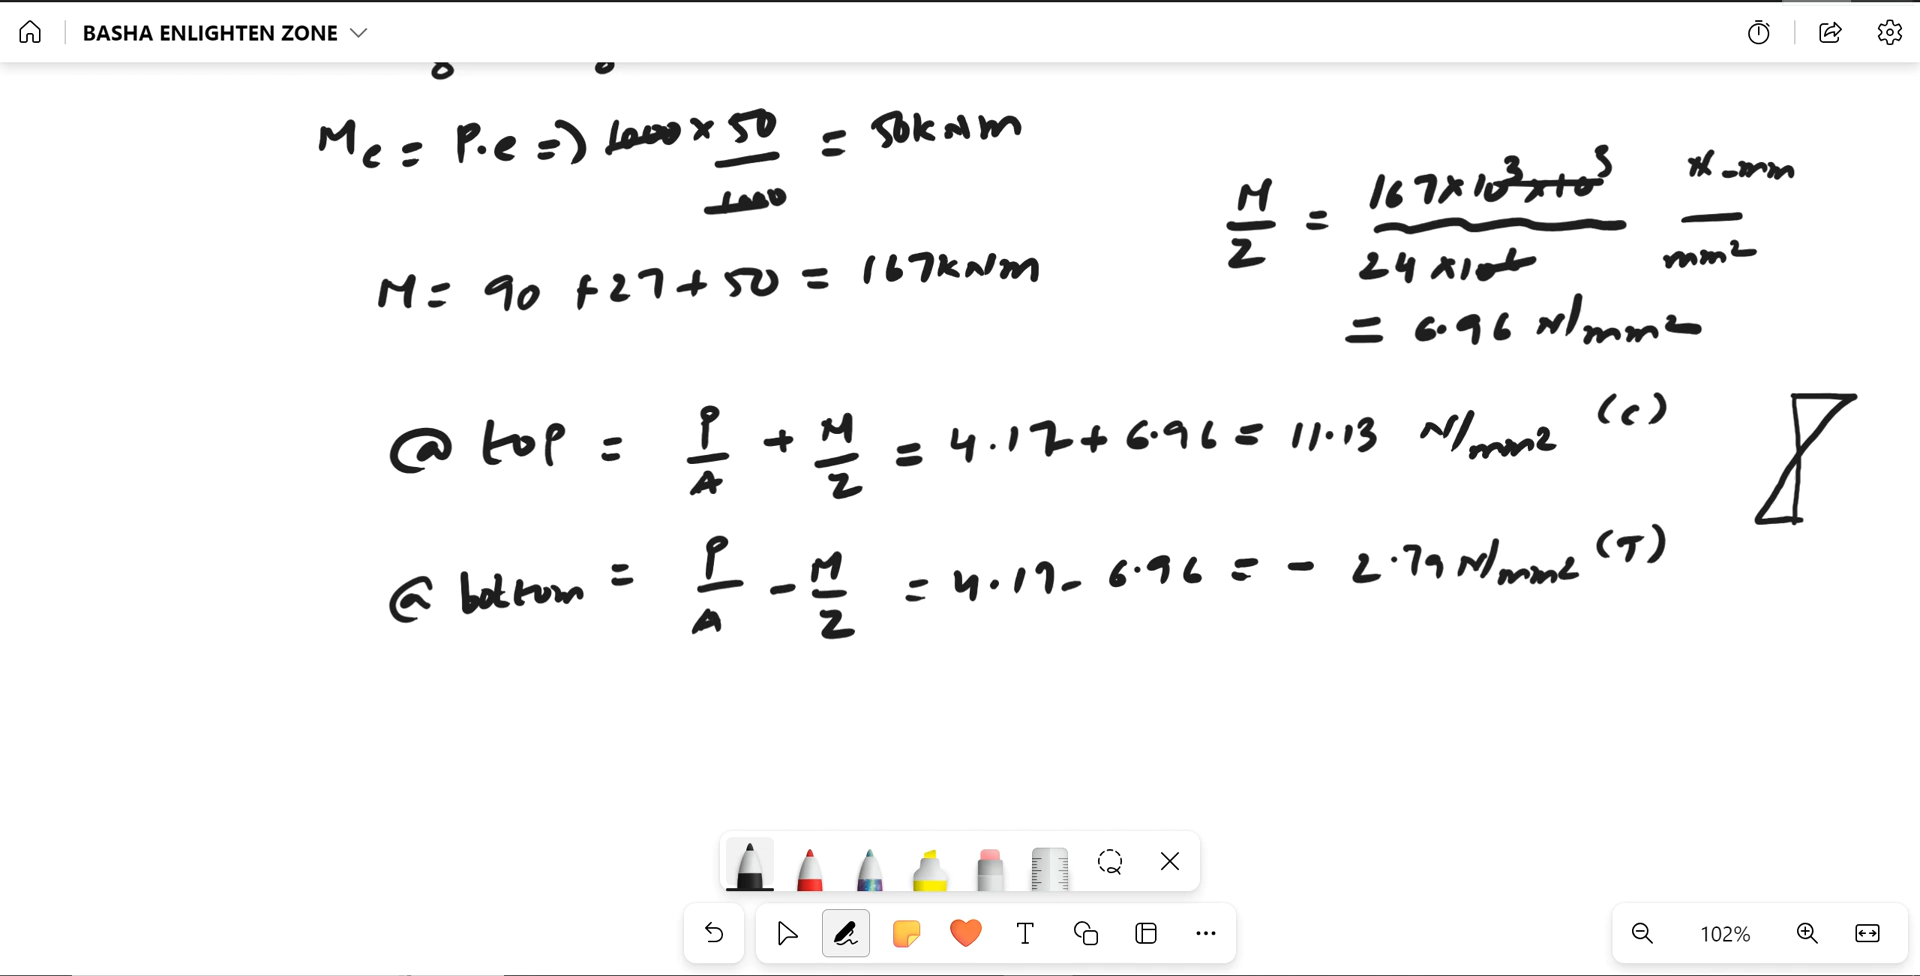 BASHA ENLIGHTEN ZONE
Me = P.e => 1000 × 50 / 1000 = 50kNm
M = 90 + 27 + 50 = 167kNm
M/Z = 167×10³×10³ / 24×10⁶ N-mm / mm²
= 6.96 N/mm²
@ top = P/A + M/Z = 4.17 + 6.96 = 11.13 N/mm² (C)
@ bottom = P/A - M/Z = 4.17 - 6.96 = - 2.79 N/mm² (T)
T
102%